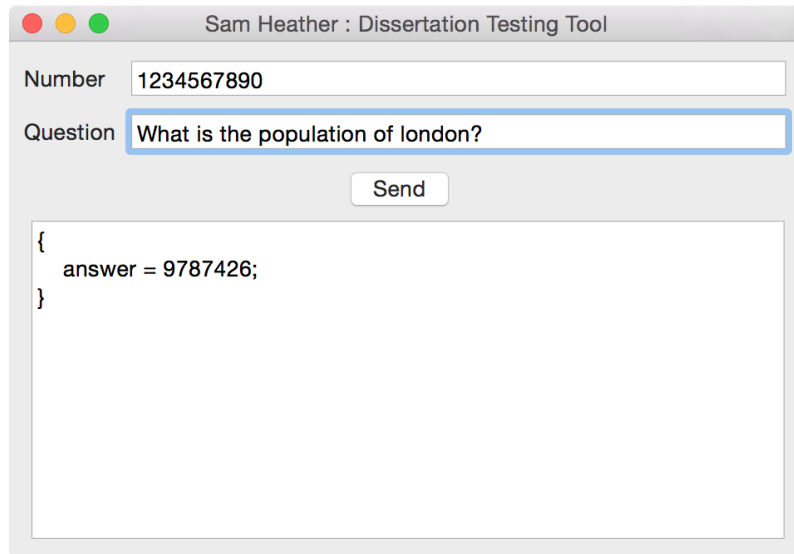 Sam Heather : Dissertation Testing Tool
Number 1234567890
Question What is the population of london?
Send
{
answer = 9787426;
}